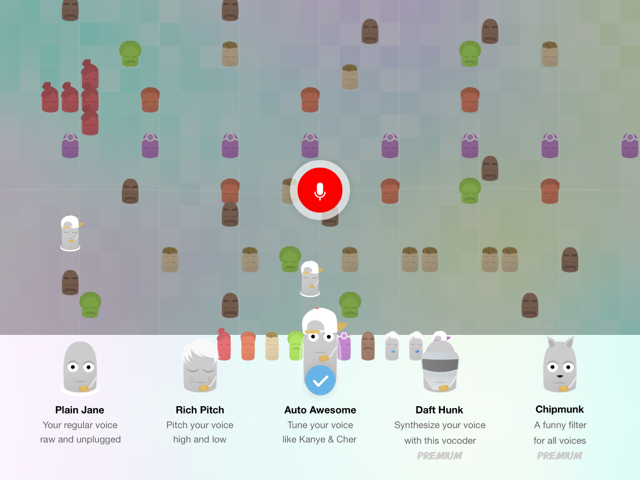 Plain Jane
Your regular voice
raw and unplugged
Rich Pitch
Pitch your voice
high and low
Auto Awesome
Tune your voice
like Kanye & Cher
Daft Hunk
Synthesize your voice
with this vocoder
PREMIUM
Chipmunk
A funny filter
for all voices
PREMIUM